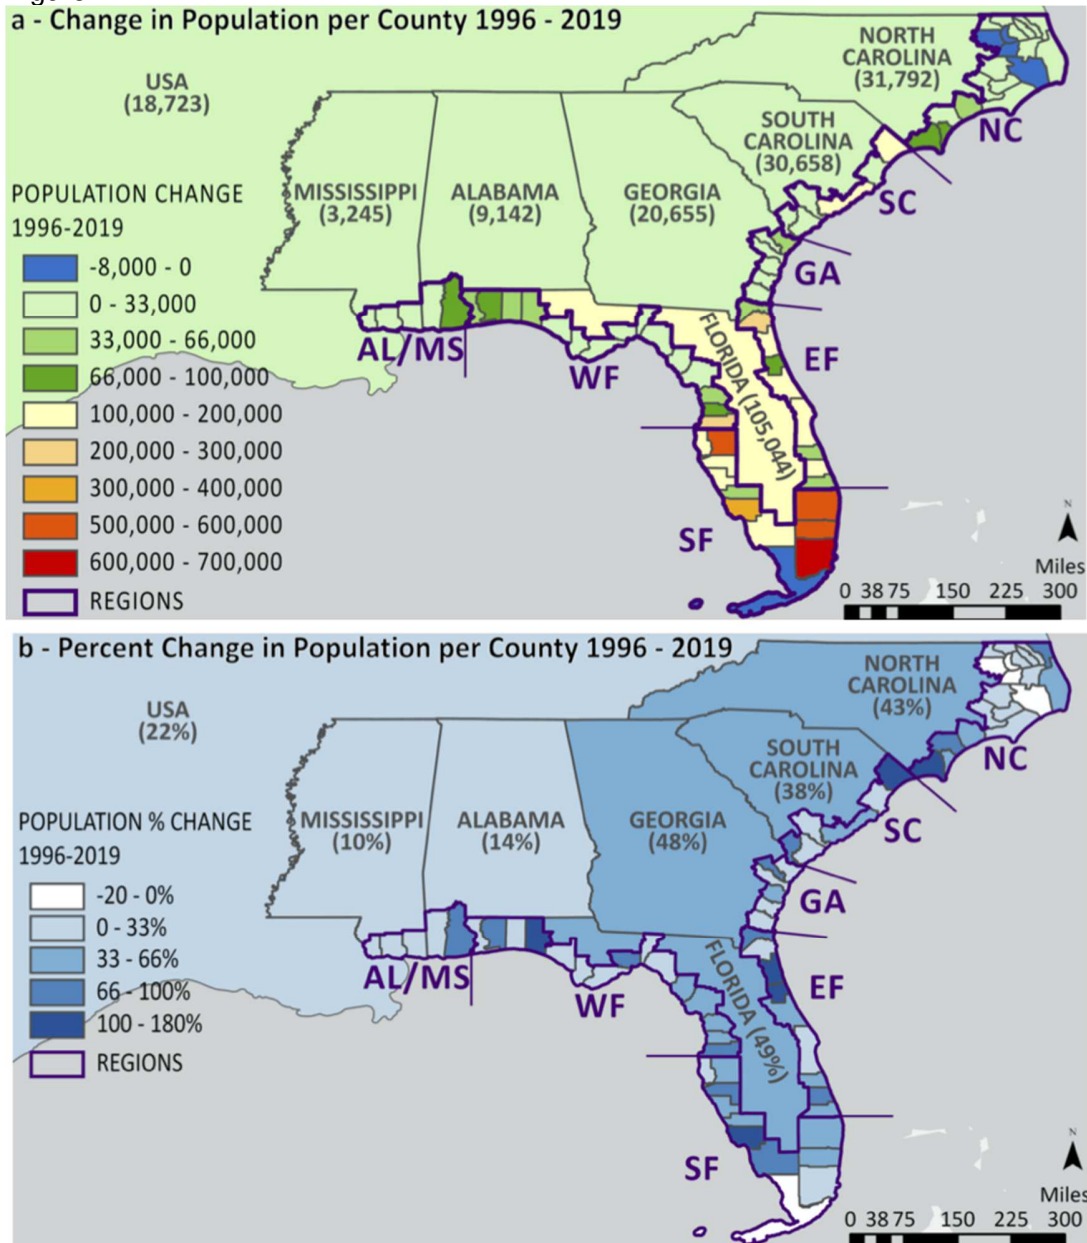 a - Change in Population per County 1996 - 2019
USA
(18,723)
NORTH
CAROLINA
(31,792)
SOUTH
CAROLINA
(30,658)
MISSISSIPPI
(3,245)
ALABAMA
(9,142)
GEORGIA
(20,655)
FLORIDA (105,044)
NC
SC
GA
EF
AL/MS
WF
SF
POPULATION CHANGE
1996-2019
-8,000 - 0
0 - 33,000
33,000 - 66,000
66,000 - 100,000
100,000 - 200,000
200,000 - 300,000
300,000 - 400,000
500,000 - 600,000
600,000 - 700,000
REGIONS
N
Miles
0 38 75 150 225 300
b - Percent Change in Population per County 1996 - 2019
USA
(22%)
NORTH
CAROLINA
(43%)
SOUTH
CAROLINA
(38%)
MISSISSIPPI
(10%)
ALABAMA
(14%)
GEORGIA
(48%)
FLORIDA (49%)
NC
SC
GA
EF
AL/MS
WF
SF
POPULATION % CHANGE
1996-2019
-20 - 0%
0 - 33%
33 - 66%
66 - 100%
100 - 180%
REGIONS
N
Miles
0 38 75 150 225 300